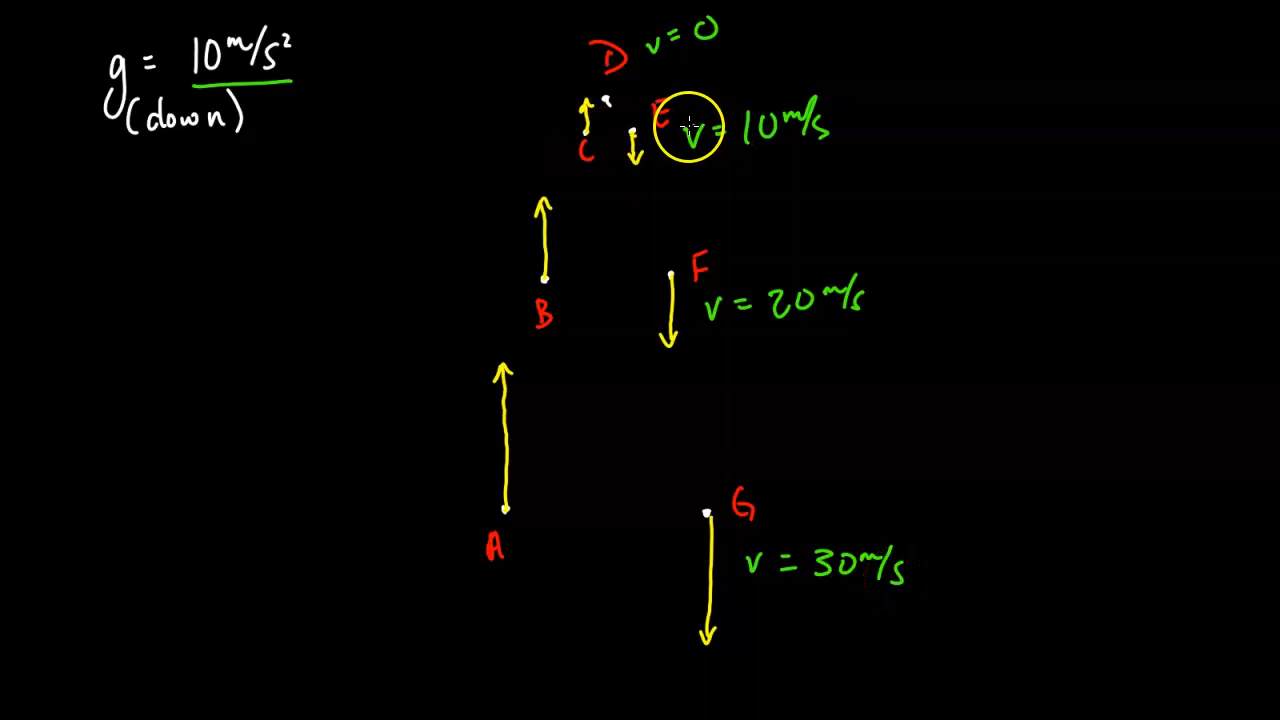 g = 10 m/s²
(down)
D v = 0
E v = 10 m/s
C
F
v = 20 m/s
B
G
A
v = 30 m/s